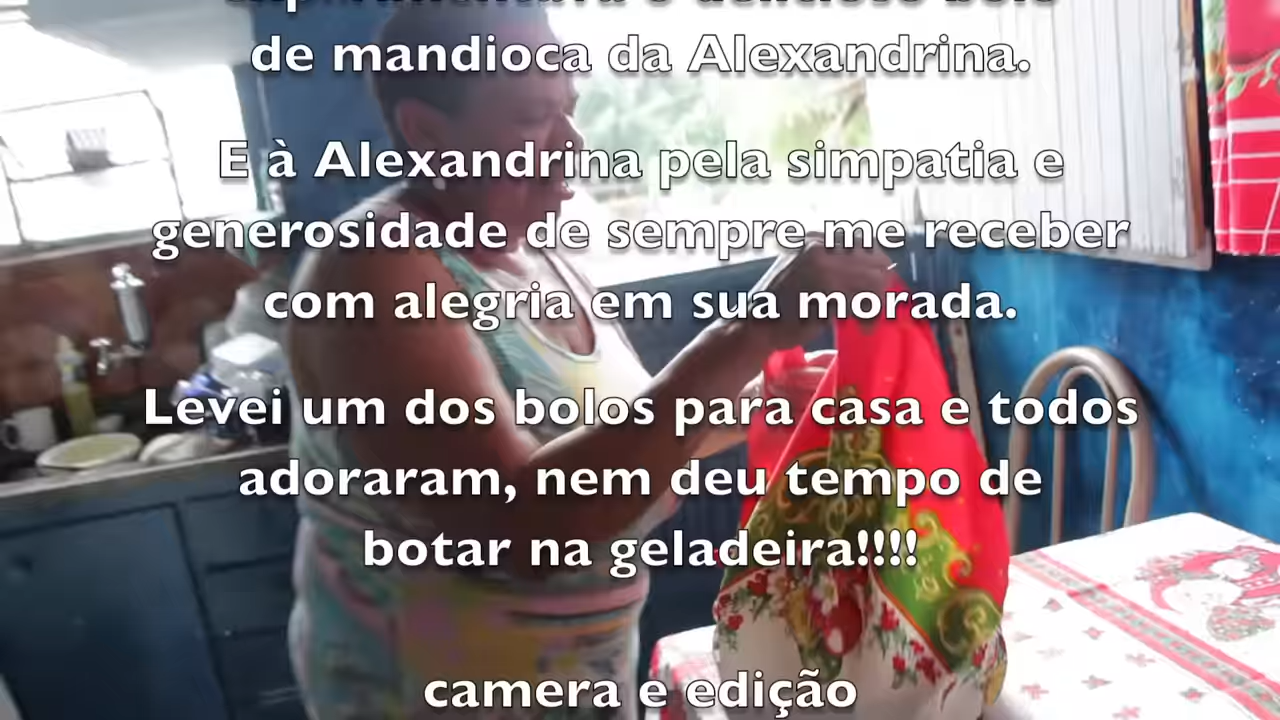 de mandioca da Alexandrina.
E à Alexandrina pela simpatia e
generosidade de sempre me receber
com alegria em sua morada.
Levei um dos bolos para casa e todos
adoraram, nem deu tempo de
botar na geladeira!!!!
camera e edição